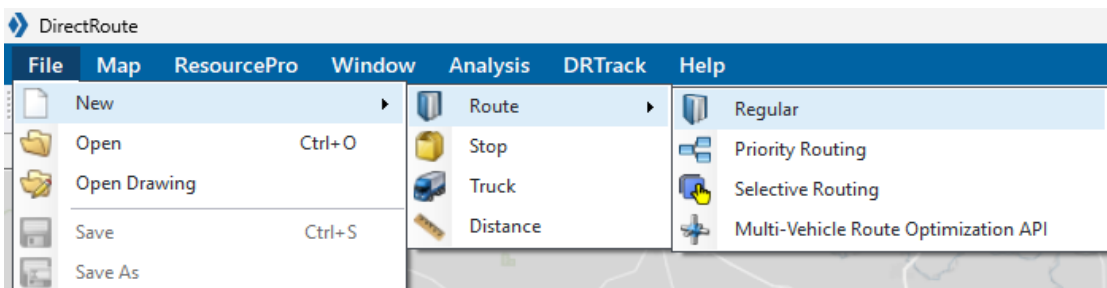 DirectRoute
File Map ResourcePro Window Analysis DRTrack Help
New
Open Ctrl+O
Open Drawing
Save Ctrl+S
Save As
Route
Stop
Truck
Distance
Regular
Priority Routing
Selective Routing
Multi-Vehicle Route Optimization API